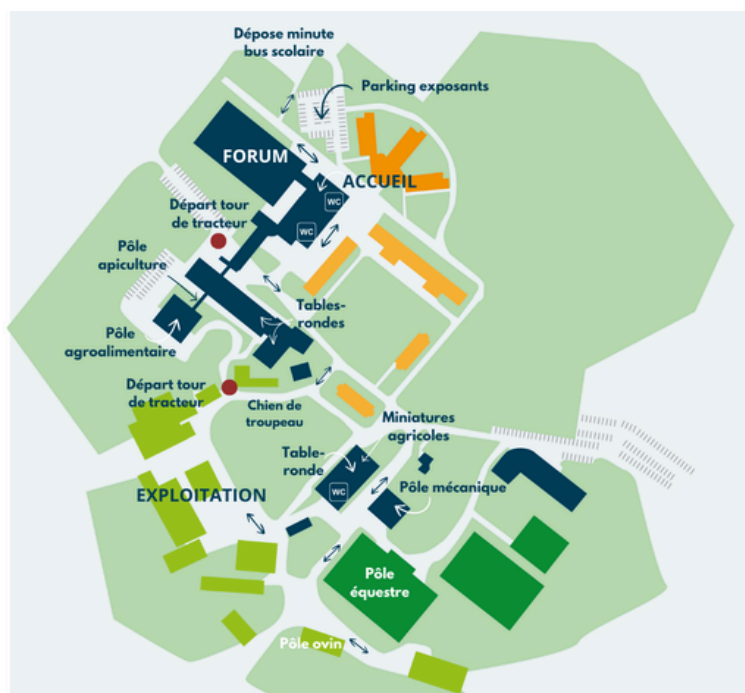 Dépose minute
bus scolaire
Parking exposants
FORUM
ACCUEIL
WC
WC
Départ tour
de tracteur
Pôle
apiculture
Tables-
rondes
Pôle
agroalimentaire
Départ tour
de tracteur
Chien de
troupeau
Miniatures
agricoles
Table-
ronde
WC
Pôle mécanique
EXPLOITATION
Pôle
équestre
Pôle ovin